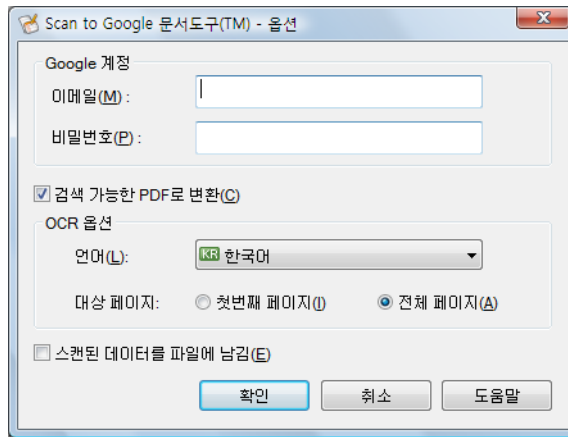 Scan to Google 문서도구(TM) - 옵션
Google 계정
이메일(M) :
비밀번호(P) :
검색 가능한 PDF로 변환(C)
OCR 옵션
언어(L):
KR 한국어
대상 페이지:
첫번째 페이지(I)
전체 페이지(A)
스캔된 데이터를 파일에 남김(E)
확인
취소
도움말